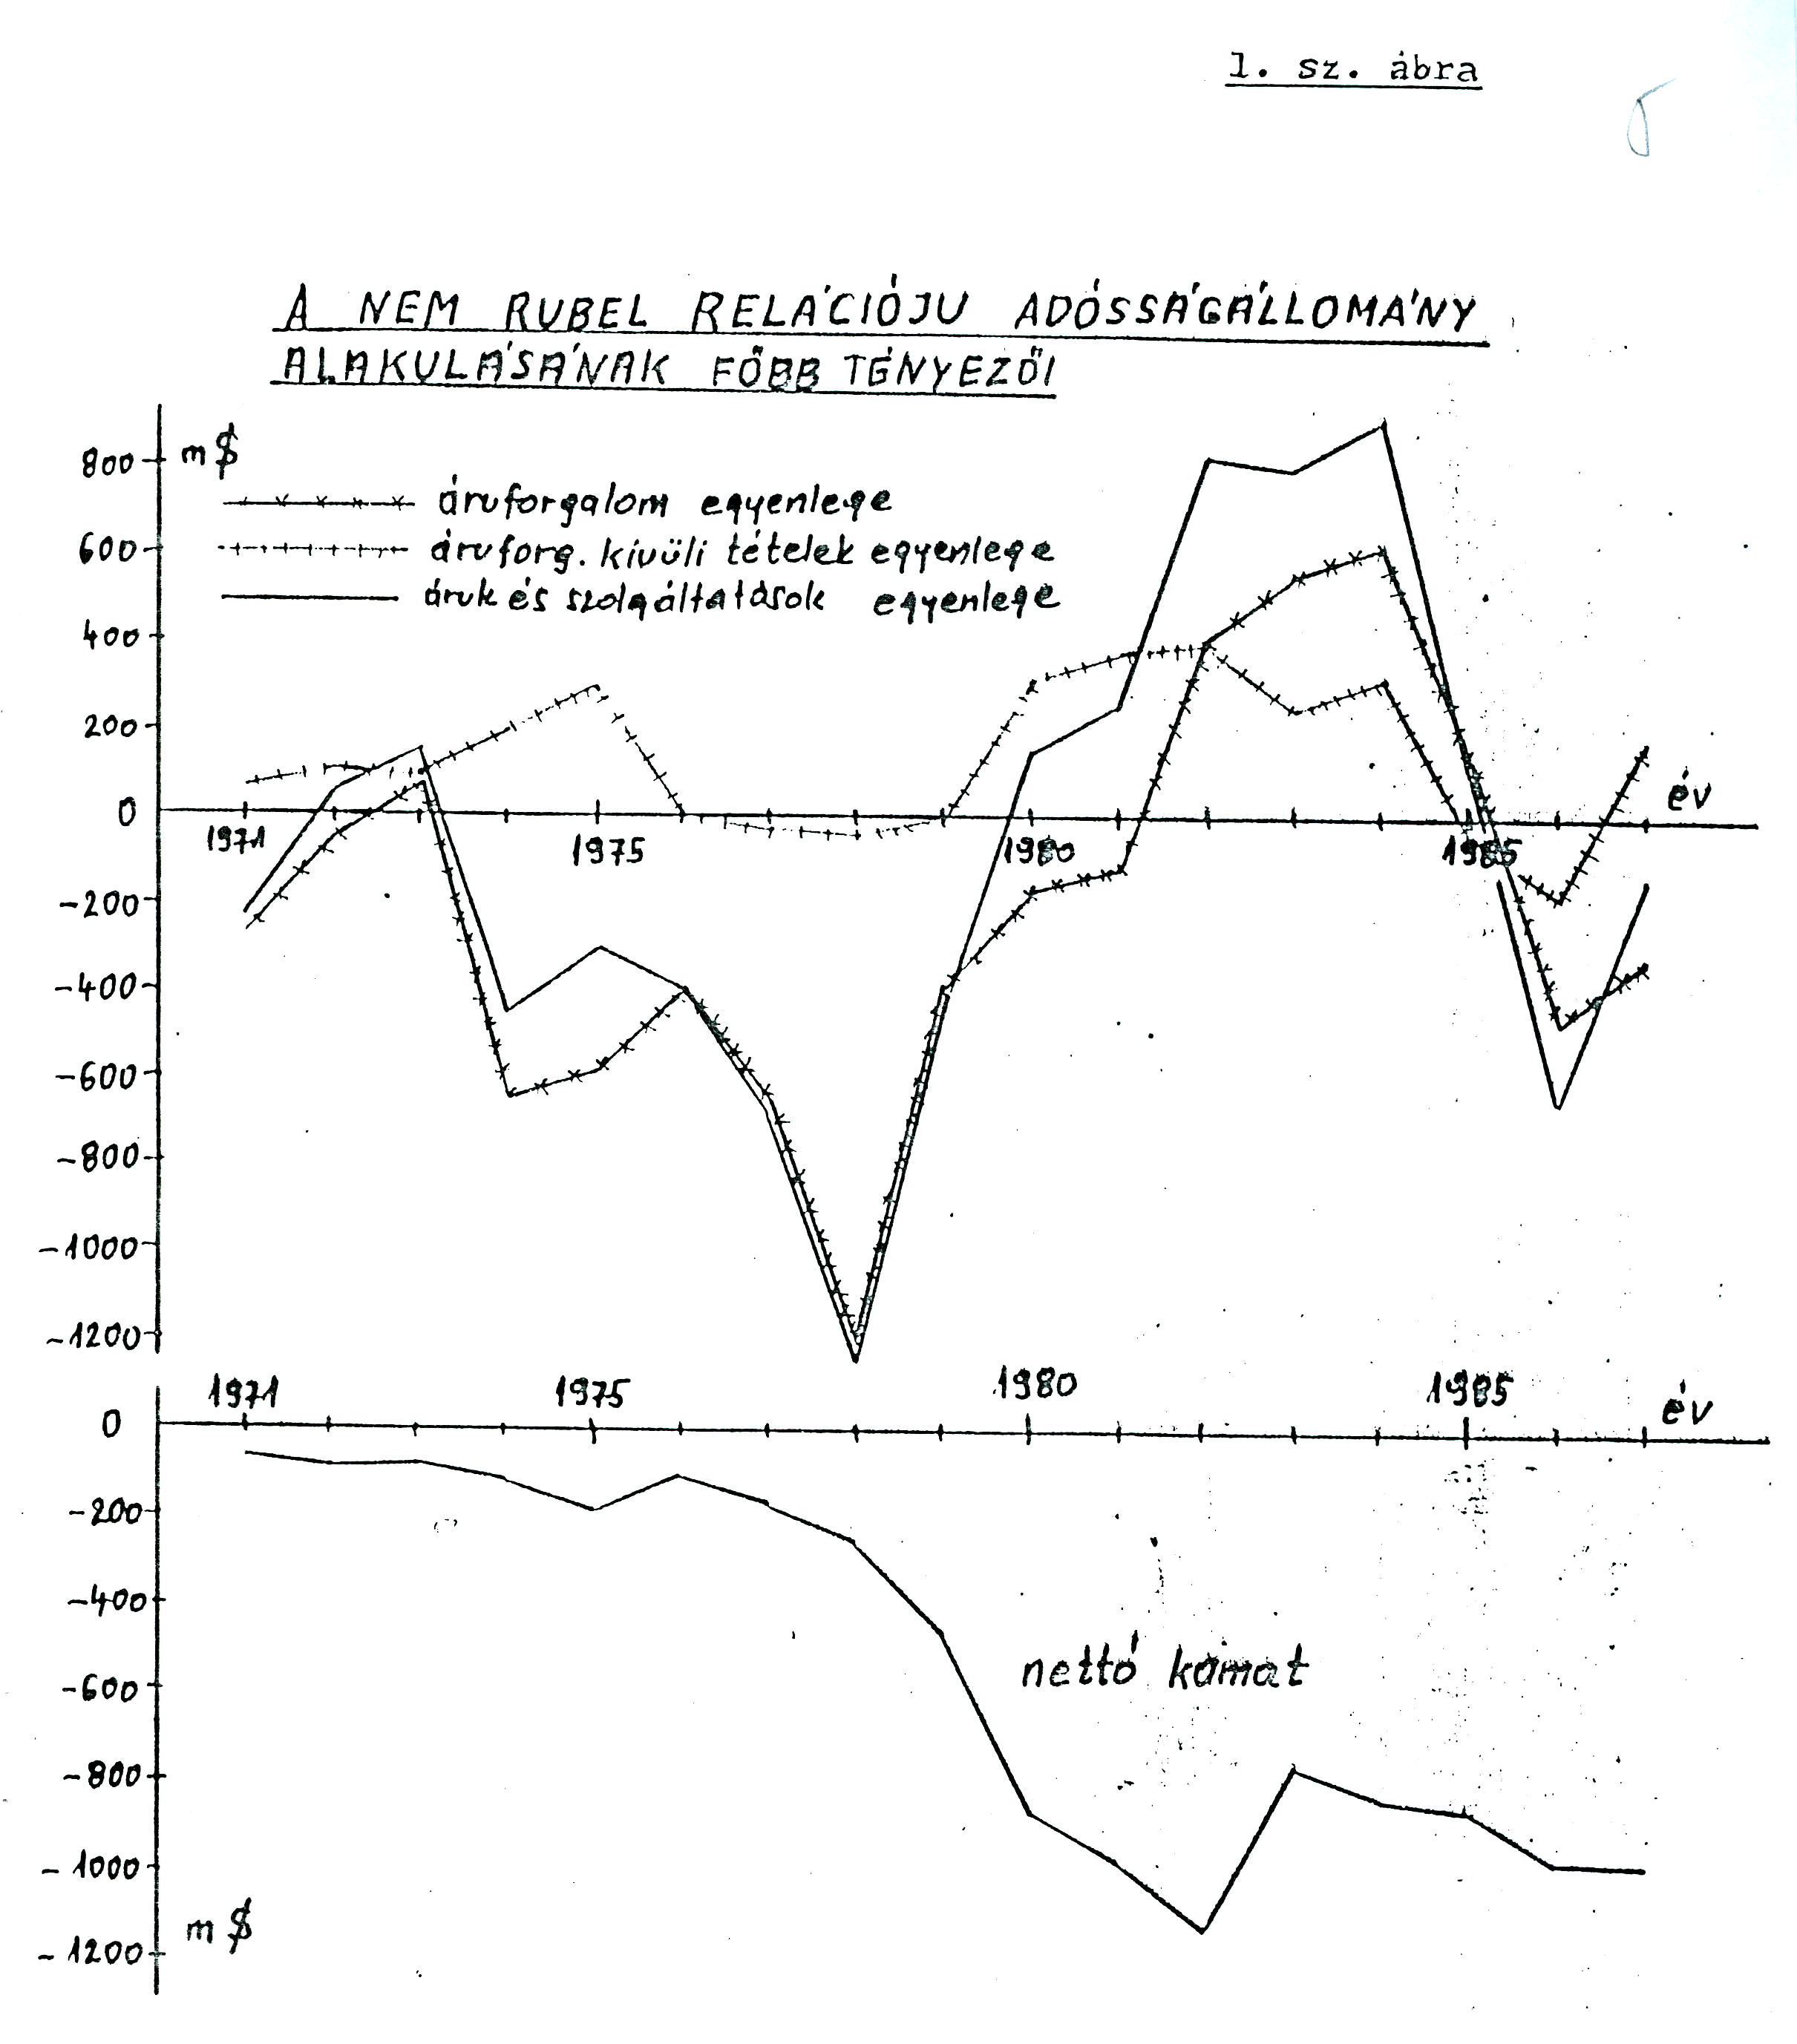 1. sz. ábra
A NEM RUBEL RELÁCIÓJU ADÓSSÁGÁLLOMÁNY
ALAKULÁSÁNAK FŐBB TÉNYEZŐI
m$
áruforgalom egyenlege
áruforg. kivüli tételek egyenlege
áruk és szolgáltatások egyenlege
800
600
400
200
0
-200
-400
-600
-800
-1000
-1200
1971
1975
1980
1985
év
1971
1975
1980
1985
év
0
-200
-400
-600
-800
-1000
-1200
nettó kamat
m$